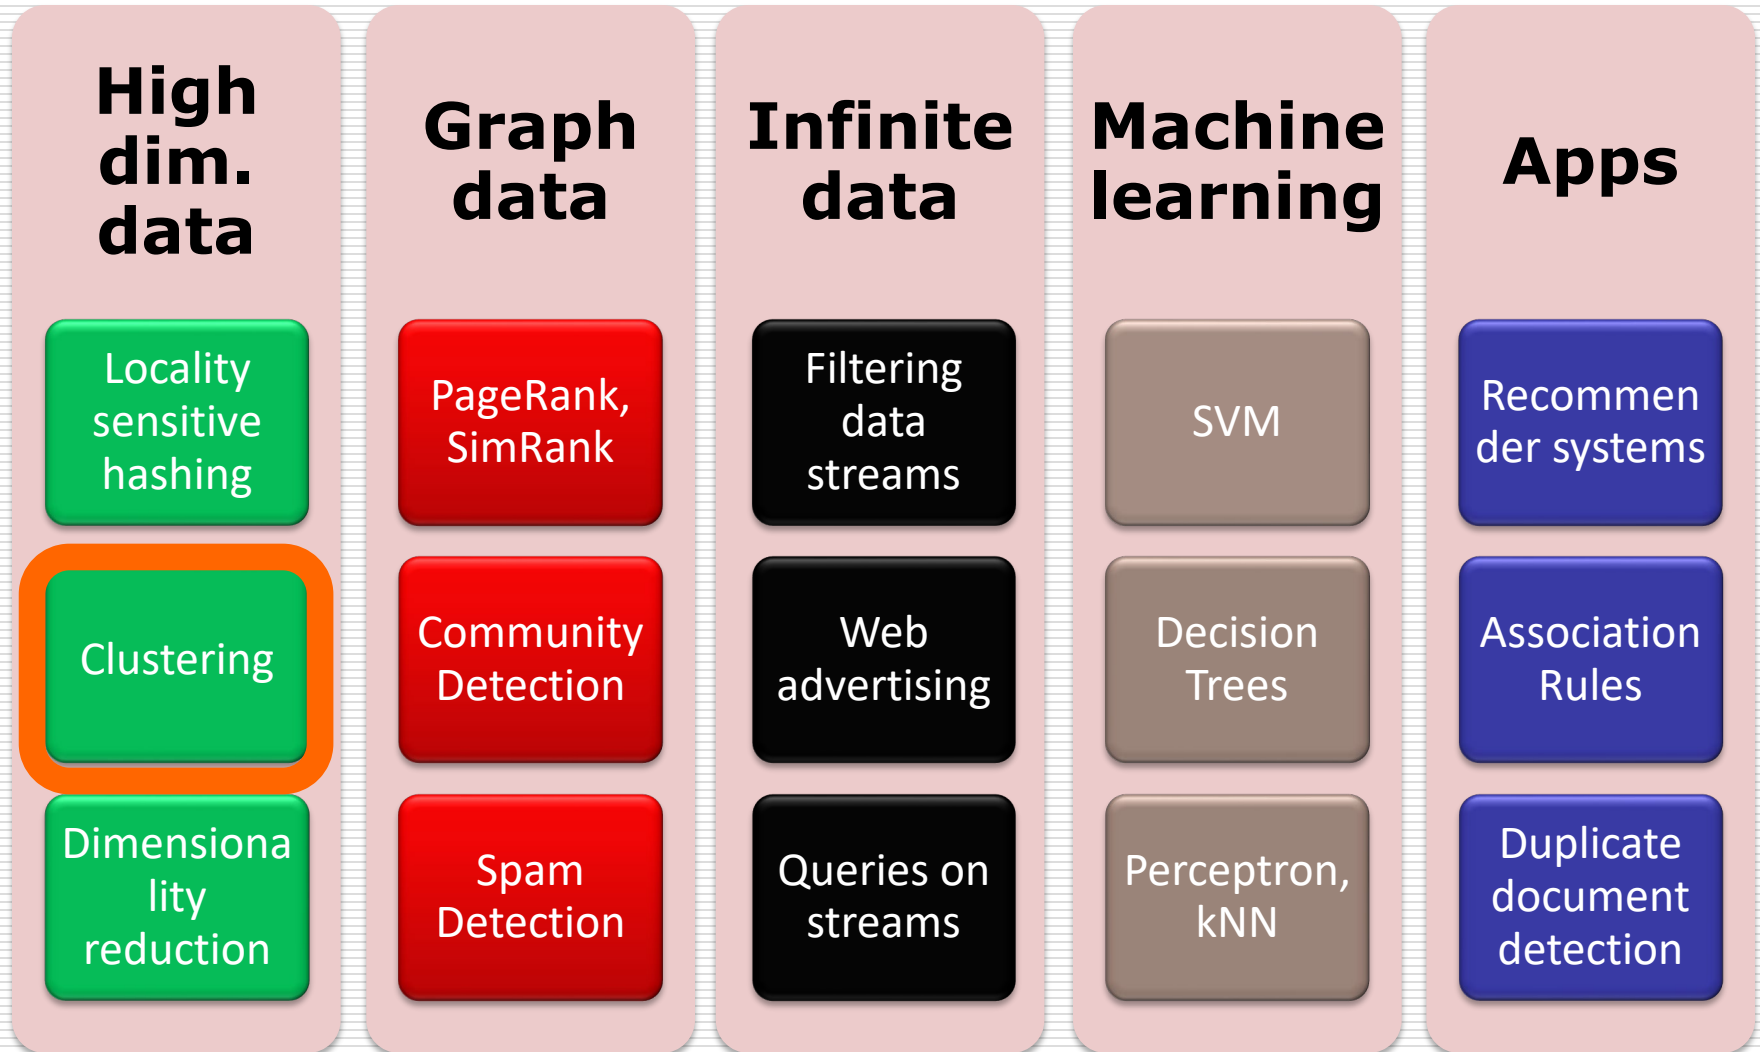 High
dim.
data
Locality
sensitive
hashing
Clustering
Dimensiona
lity
reduction
Graph
data
PageRank,
SimRank
Community
Detection
Spam
Detection
Infinite
data
Filtering
data
streams
Web
advertising
Queries on
streams
Machine
learning
SVM
Decision
Trees
Perceptron,
kNN
Apps
Recommen
der systems
Association
Rules
Duplicate
document
detection